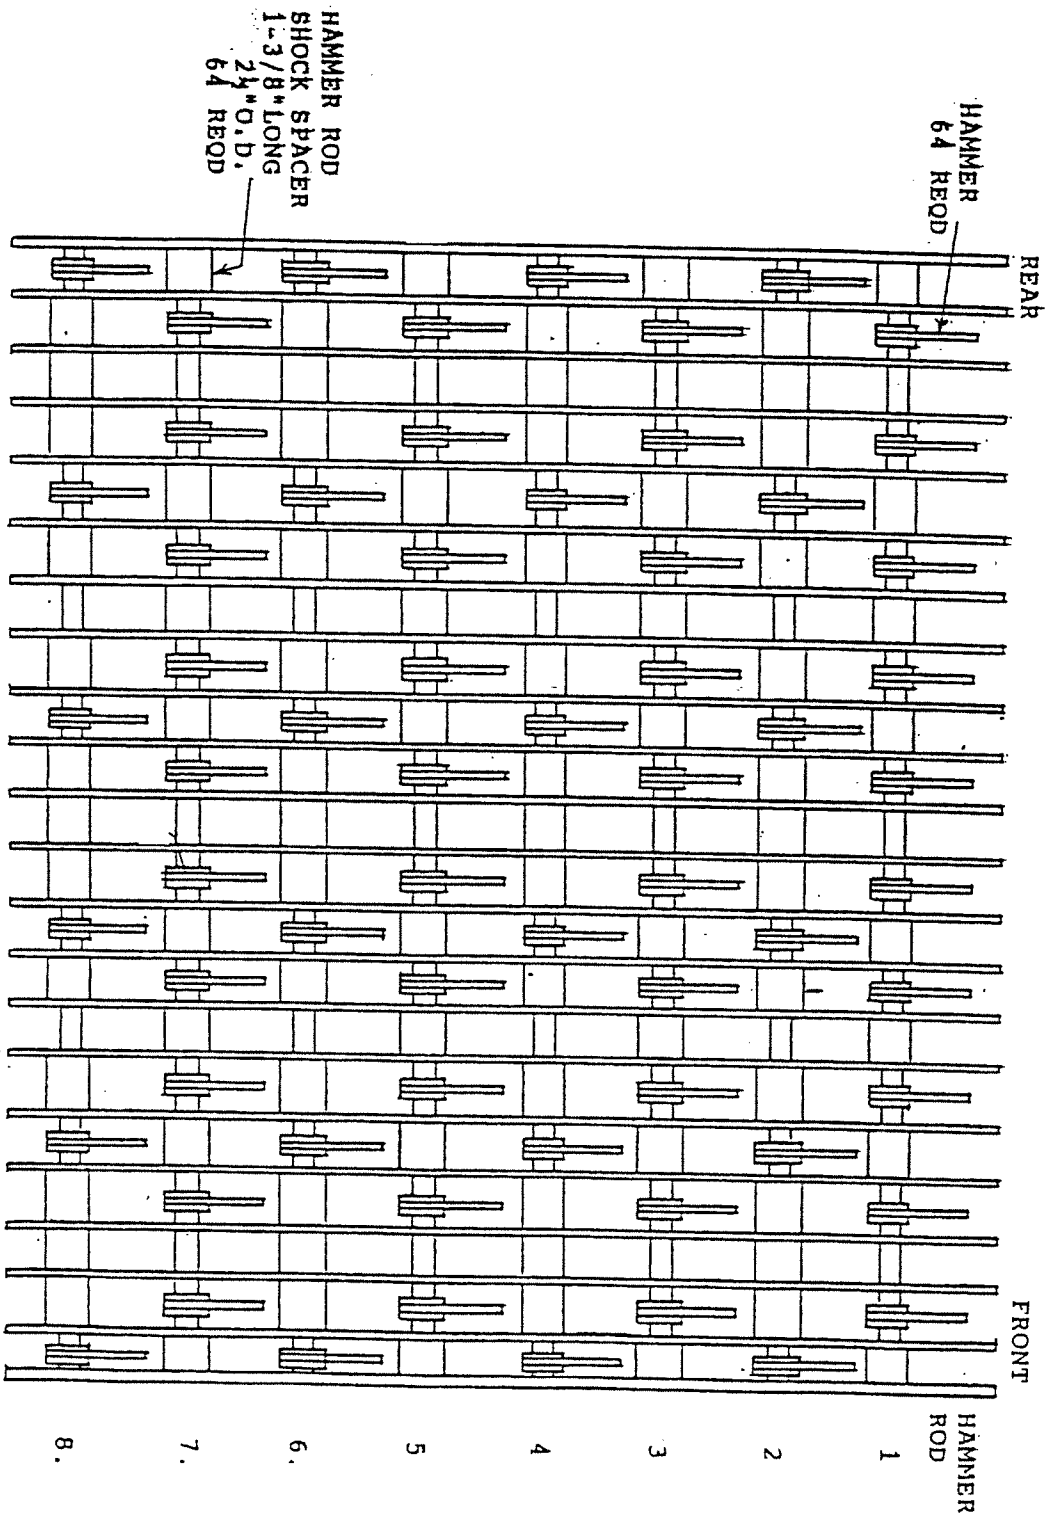 HAMMER
64 REQD
REAR
HAMMER ROD
SHOCK SPACER
1-3/8"LONG
2½"O.D.
64 REQD
FRONT
HAMMER
ROD
1
2
3
4
5
6.
7.
8.